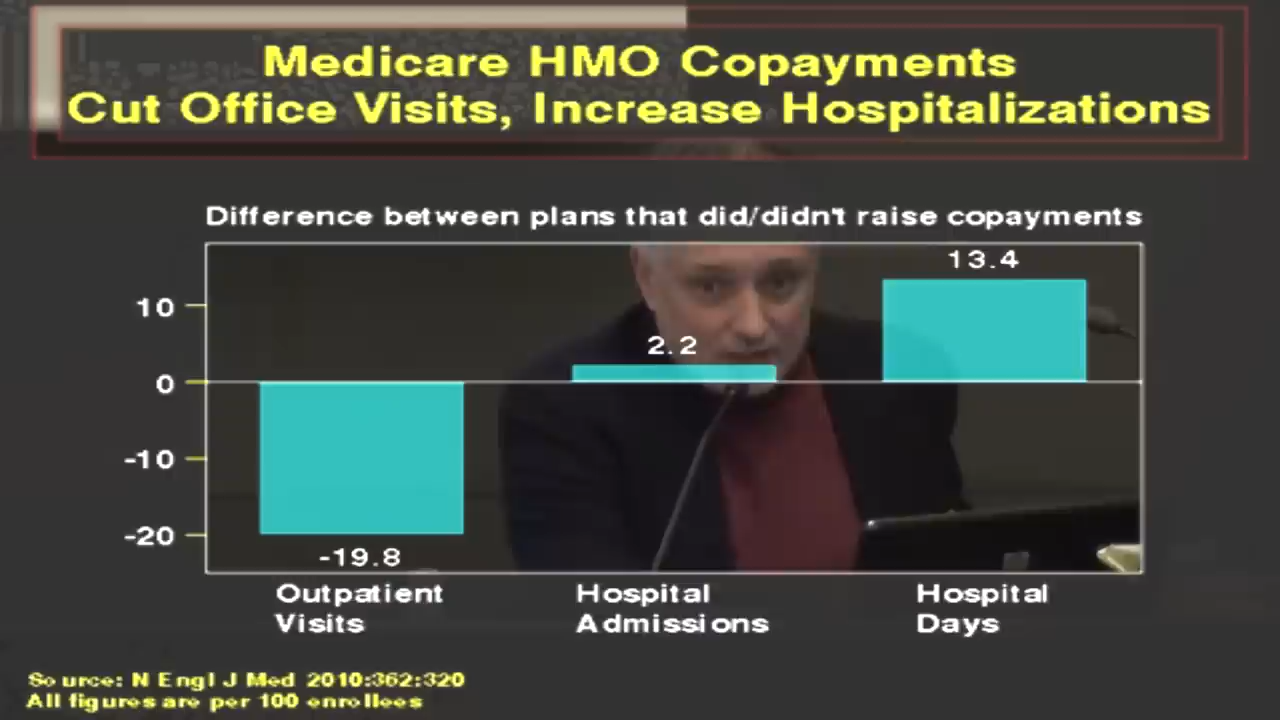 Medicare HMO Copayments
Cut Office Visits, Increase Hospitalizations
Difference between plans that did/didn't raise copayments
13.4
10
2.2
0
-10
-20
-19.8
Outpatient Visits
Hospital Admissions
Hospital Days
Source: N Engl J Med 2010:362:320
All figures are per 100 enrollees